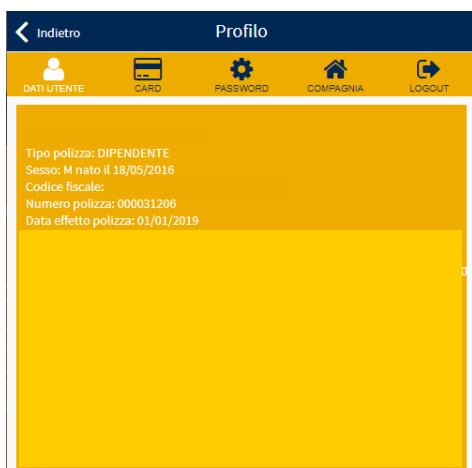 Indietro
Profilo
DATI UTENTE
CARD
PASSWORD
COMPAGNIA
LOGOUT
Tipo polizza: DIPENDENTE
Sesso: M nato il 18/05/2016
Codice fiscale:
Numero polizza: 000031206
Data effetto polizza: 01/01/2019